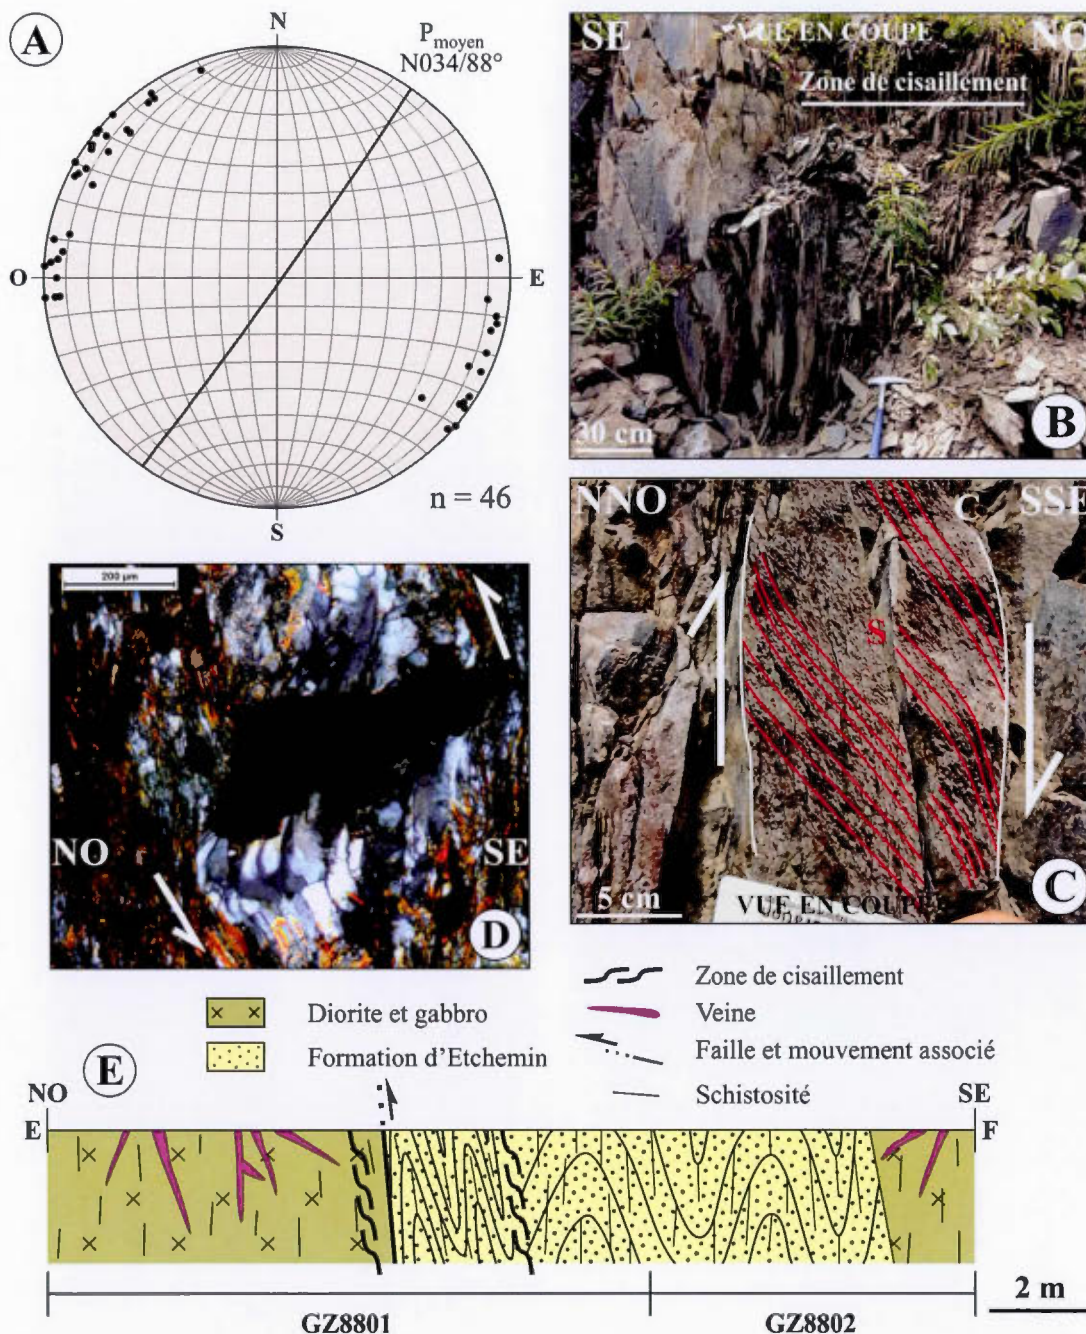 A
N
P moyen
N034/88°
O
E
S
n = 46
SE
VUE EN COUPE
NO
Zone de cisaillement
30 cm
B
NNO
C
SSE
S
5 cm
VUE EN COUPE
C
200 µm
NO
SE
D
Diorite et gabbro
Formation d'Etchemin
Zone de cisaillement
Veine
Faille et mouvement associé
Schistosité
E
NO
SE
E
F
GZ8801
GZ8802
2 m